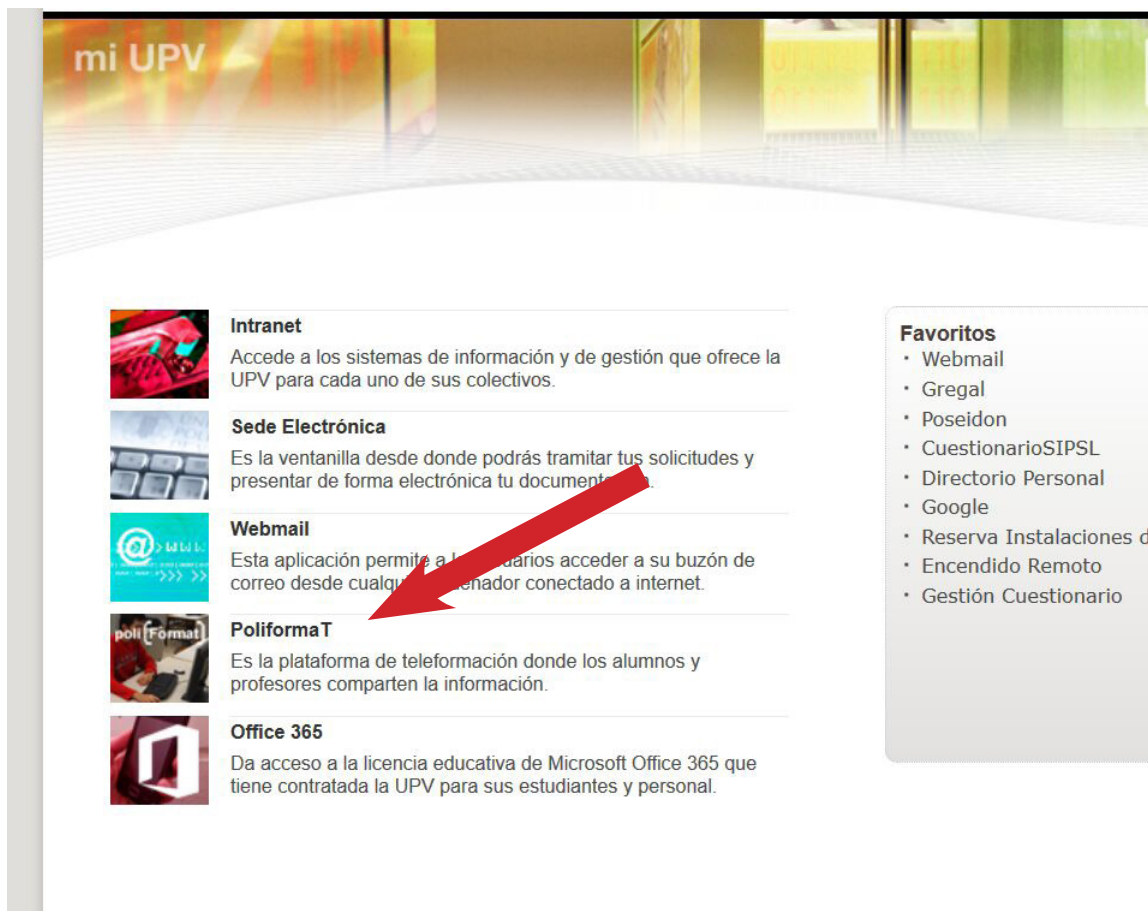 mi UPV
Intranet
Accede a los sistemas de información y de gestión que ofrece la
UPV para cada uno de sus colectivos.
Sede Electrónica
Es la ventanilla desde donde podrás tramitar tus solicitudes y
presentar de forma electrónica tu
Webmail
Esta aplicación permite a acceder a su buzón de
correo desde conectado a internet.
poli[Format]
PoliformaT
Es la plataforma de teleformación donde los alumnos y
profesores comparten la información.
Office 365
Da acceso a la licencia educativa de Microsoft Office 365 que
tiene contratada la UPV para sus estudiantes y personal.
Favoritos
· Webmail
· Gregal
· Poseidon
· CuestionarioSIPSL
· Directorio Personal
· Google
· Reserva Instalaciones d
· Encendido Remoto
· Gestión Cuestionario